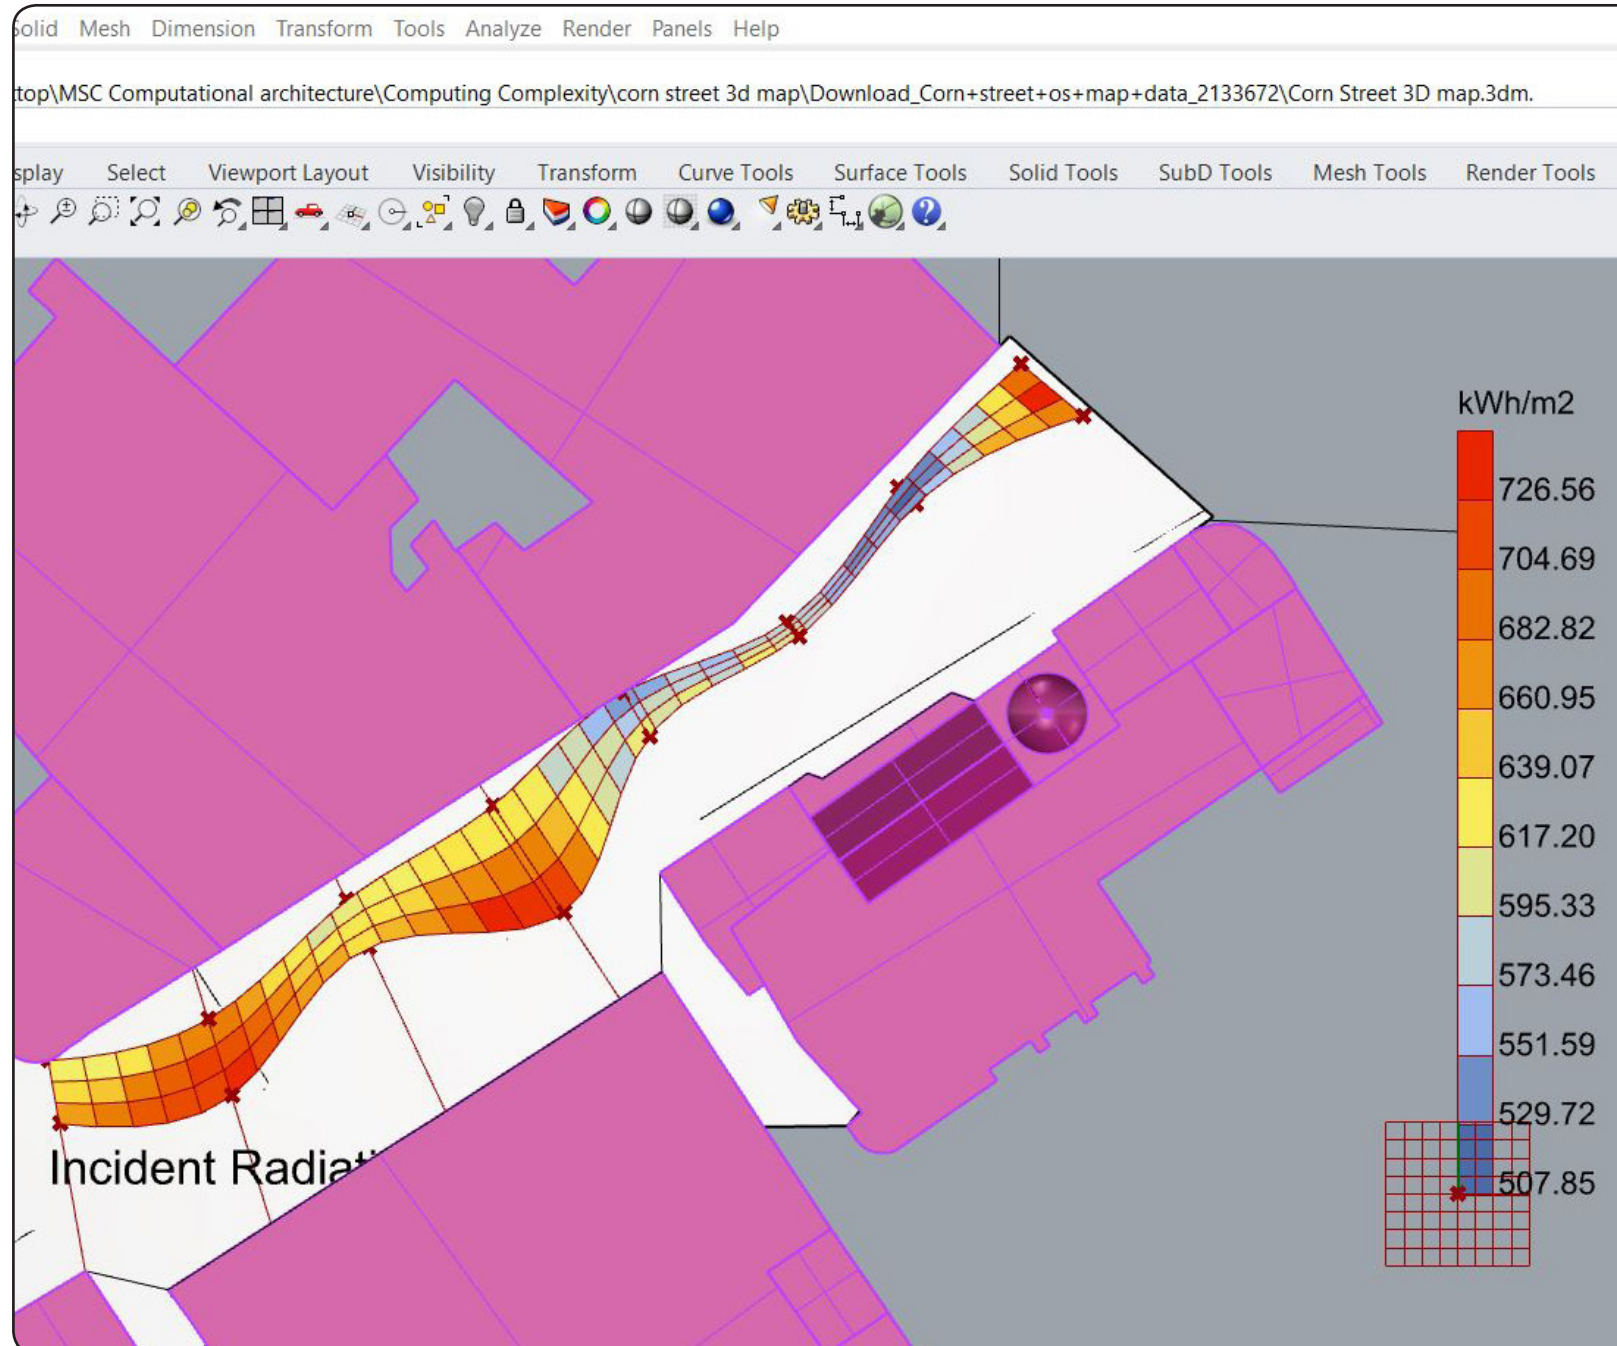 Solid Mesh Dimension Transform Tools Analyze Render Panels Help
top\MSC Computational architecture\Computing Complexity\corn street 3d map\Download_Corn+street+os+map+data_2133672\Corn Street 3D map.3dm.
splay Select Viewport Layout Visibility Transform Curve Tools Surface Tools Solid Tools SubD Tools Mesh Tools Render Tools
kWh/m2
726.56
704.69
682.82
660.95
639.07
617.20
595.33
573.46
551.59
529.72
507.85
Incident Radiati